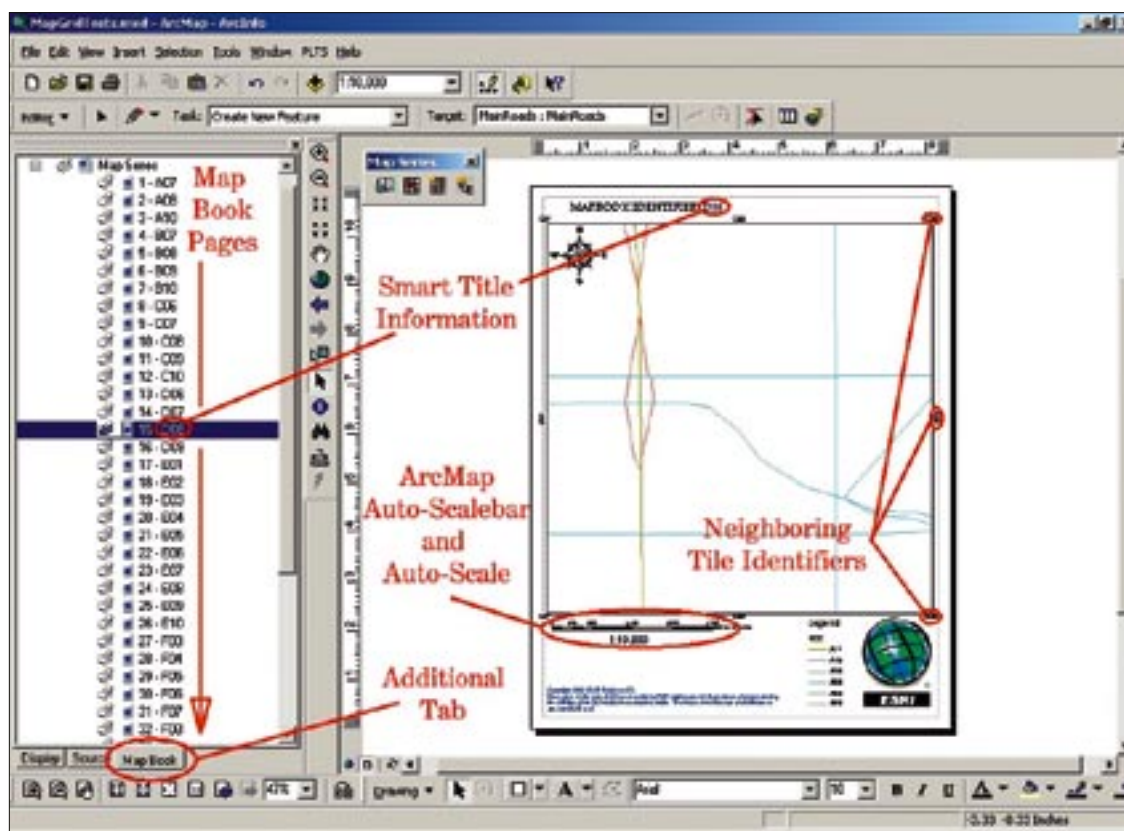 MapGridTests.mxd - ArcMap - ArcInfo
File Edit View Insert Selection Tools Window PLTS Help
1:10,000
Editing Task: Create New Feature Target: MainRoads : MainRoads
Map Series
1 - A07
2 - A08
3 - A10
4 - B07
5 - B08
6 - B09
7 - B10
8 - C06
9 - C07
10 - C08
11 - C09
12 - C10
13 - D06
14 - D07
15 - D08
16 - D09
17 - E01
18 - E02
19 - E03
20 - E04
21 - E05
22 - E06
23 - E07
24 - E08
25 - E09
26 - E10
27 - F03
28 - F04
29 - F05
30 - F06
31 - F07
32 - F08
Map
Book
Pages
Map Series
MAPBOOK IDENTIFIER
Smart Title
Information
ArcMap
Auto-Scalebar
and
Auto-Scale
Neighboring
Tile Identifiers
1:10,000
Legend
ESRI
Additional
Tab
Display Source Map Book
47% Drawing A Arial 10 B I U A
-0.33 Inches